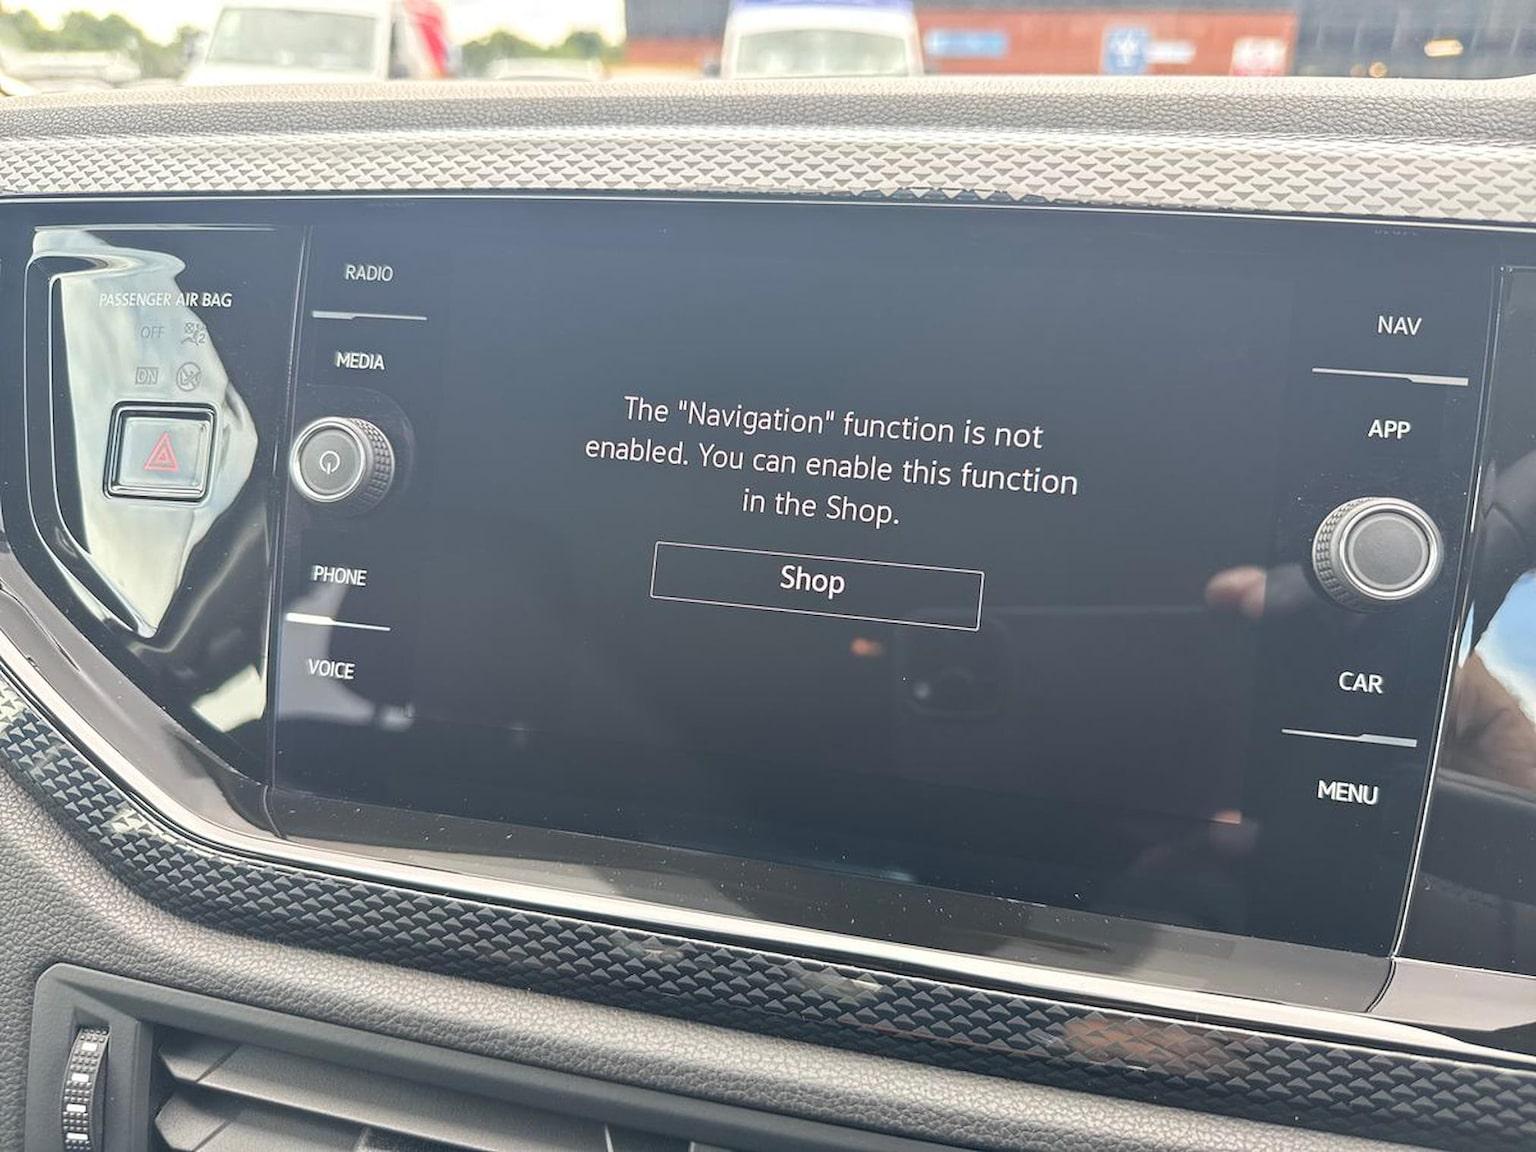 PASSENGER AIR BAG
OFF
ON
RADIO
MEDIA
PHONE
VOICE
The "Navigation" function is not
enabled. You can enable this function
in the Shop.
Shop
NAV
APP
CAR
MENU